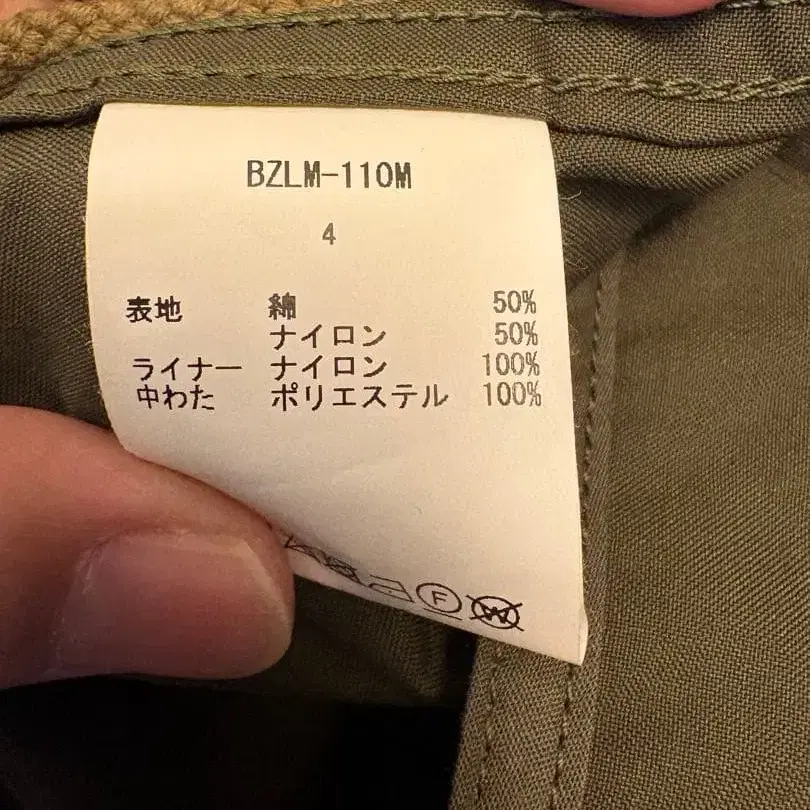 BZLM-110M
4
表地 綿 50%
ナイロン 50%
ライナー ナイロン 100%
中わた ポリエステル 100%
F W